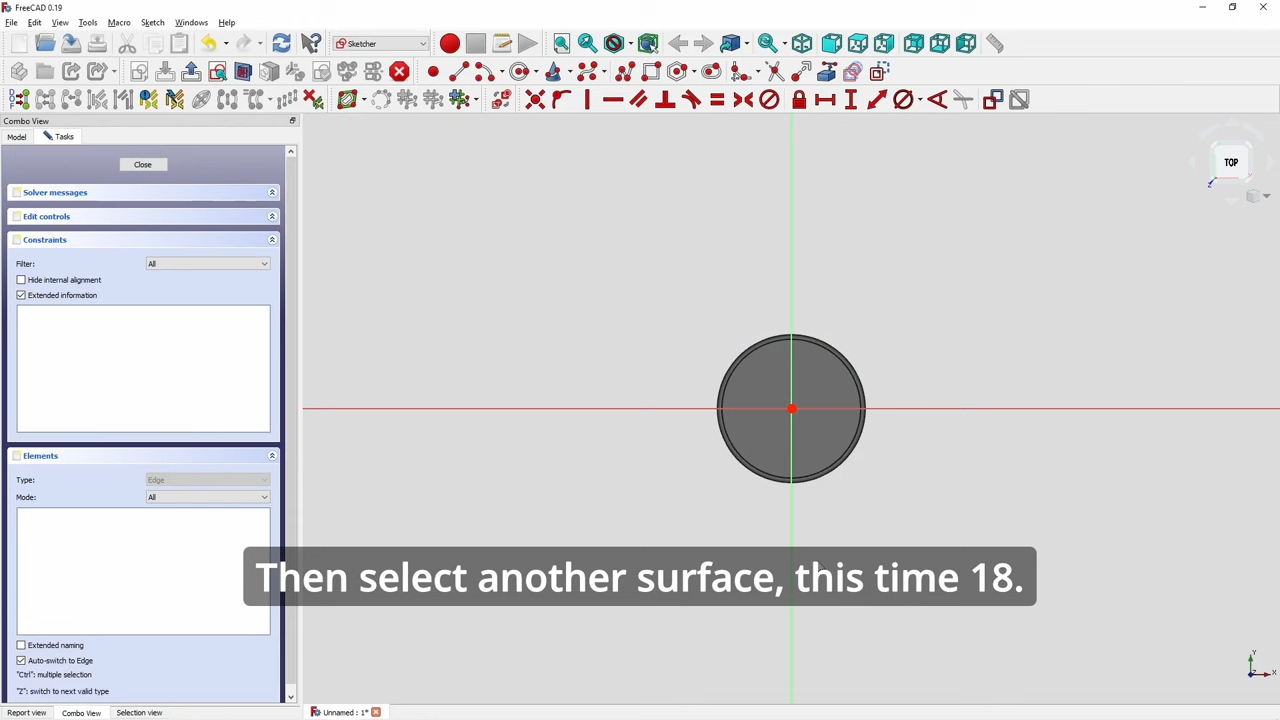 FreeCAD 0.19
File Edit View Tools Macro Sketch Windows Help
Sketcher
Combo View
Model Tasks
Close
Solver messages
Edit controls
Constraints
Filter: All
Hide internal alignment
Extended information
Elements
Type: Edge
Mode: All
Extended naming
Auto-switch to Edge
"Ctrl": multiple selection
"Z": switch to next valid type
Report view Combo View Selection view
Unnamed : 1*
TOP
Then select another surface, this time 18.
Y
X